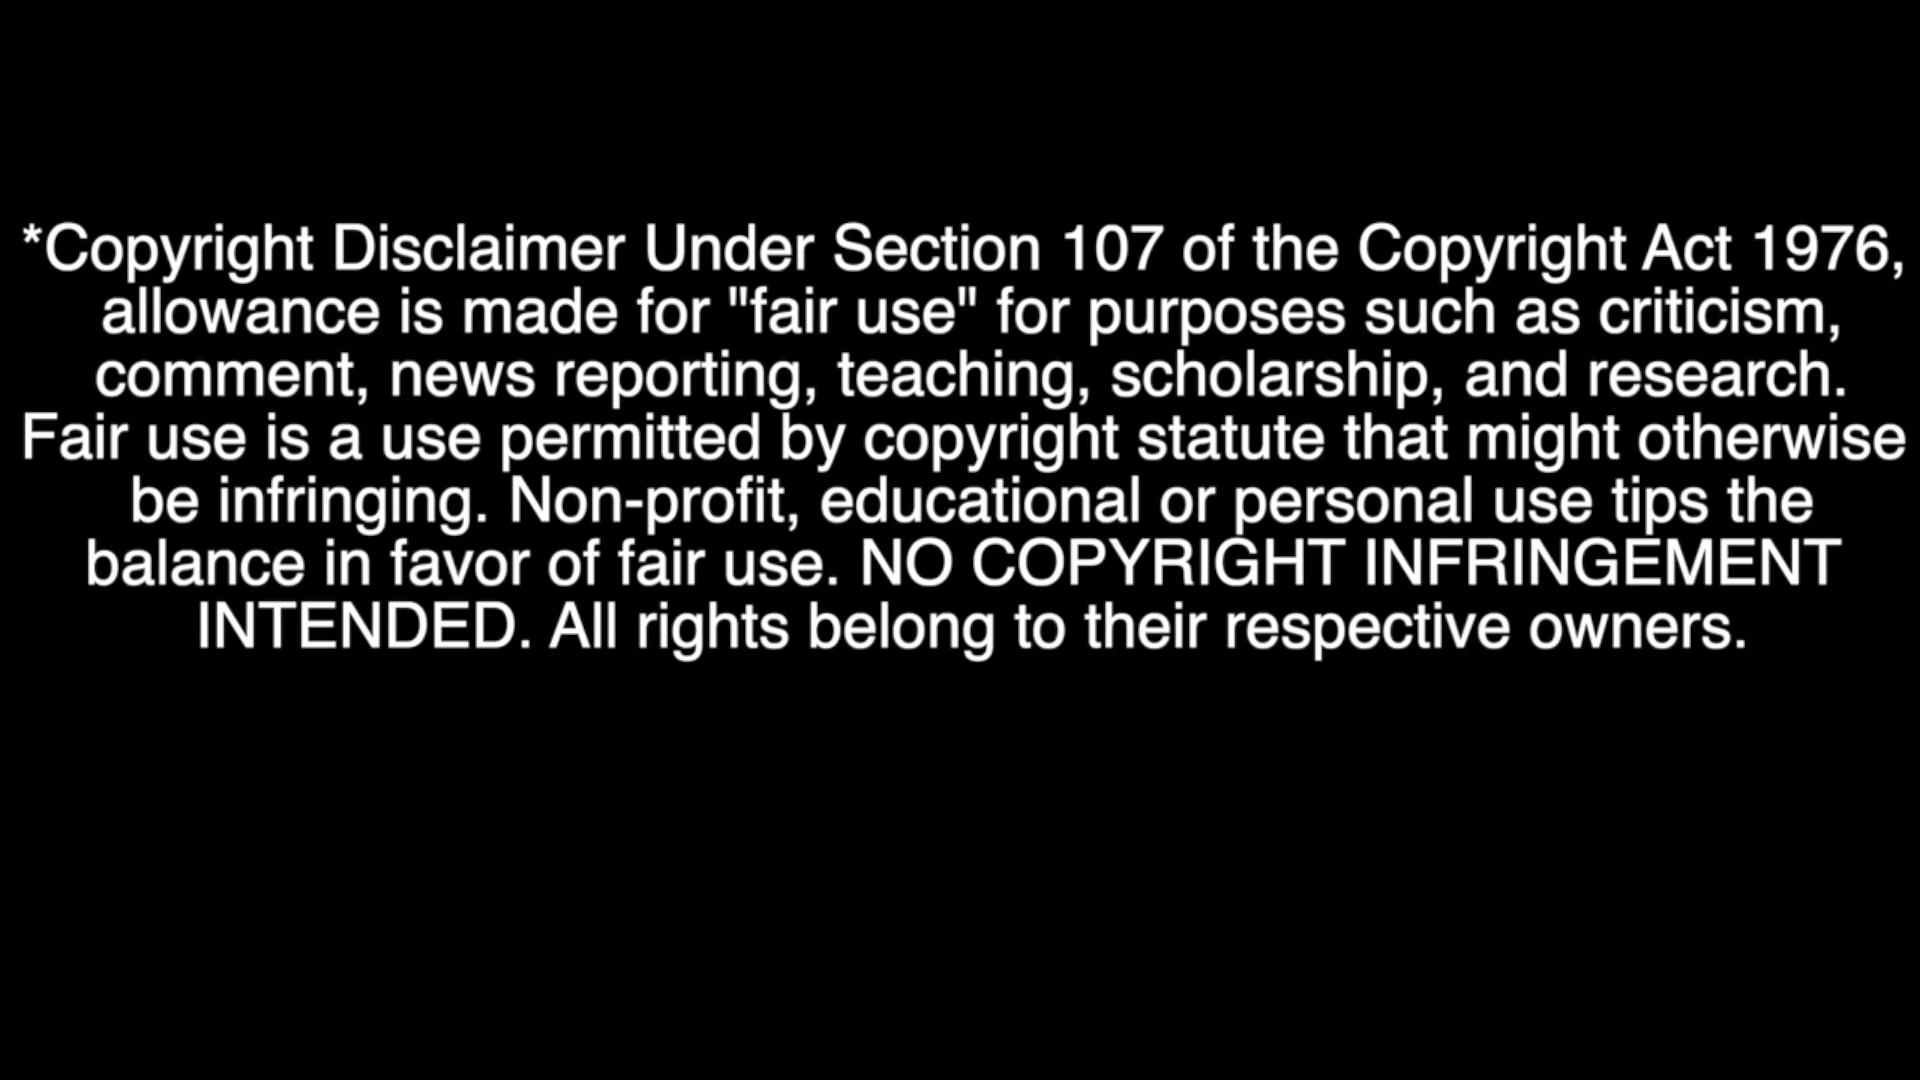 *Copyright Disclaimer Under Section 107 of the Copyright Act 1976,
allowance is made for "fair use" for purposes such as criticism,
comment, news reporting, teaching, scholarship, and research.
Fair use is a use permitted by copyright statute that might otherwise
be infringing. Non-profit, educational or personal use tips the
balance in favor of fair use. NO COPYRIGHT INFRINGEMENT
INTENDED. All rights belong to their respective owners.